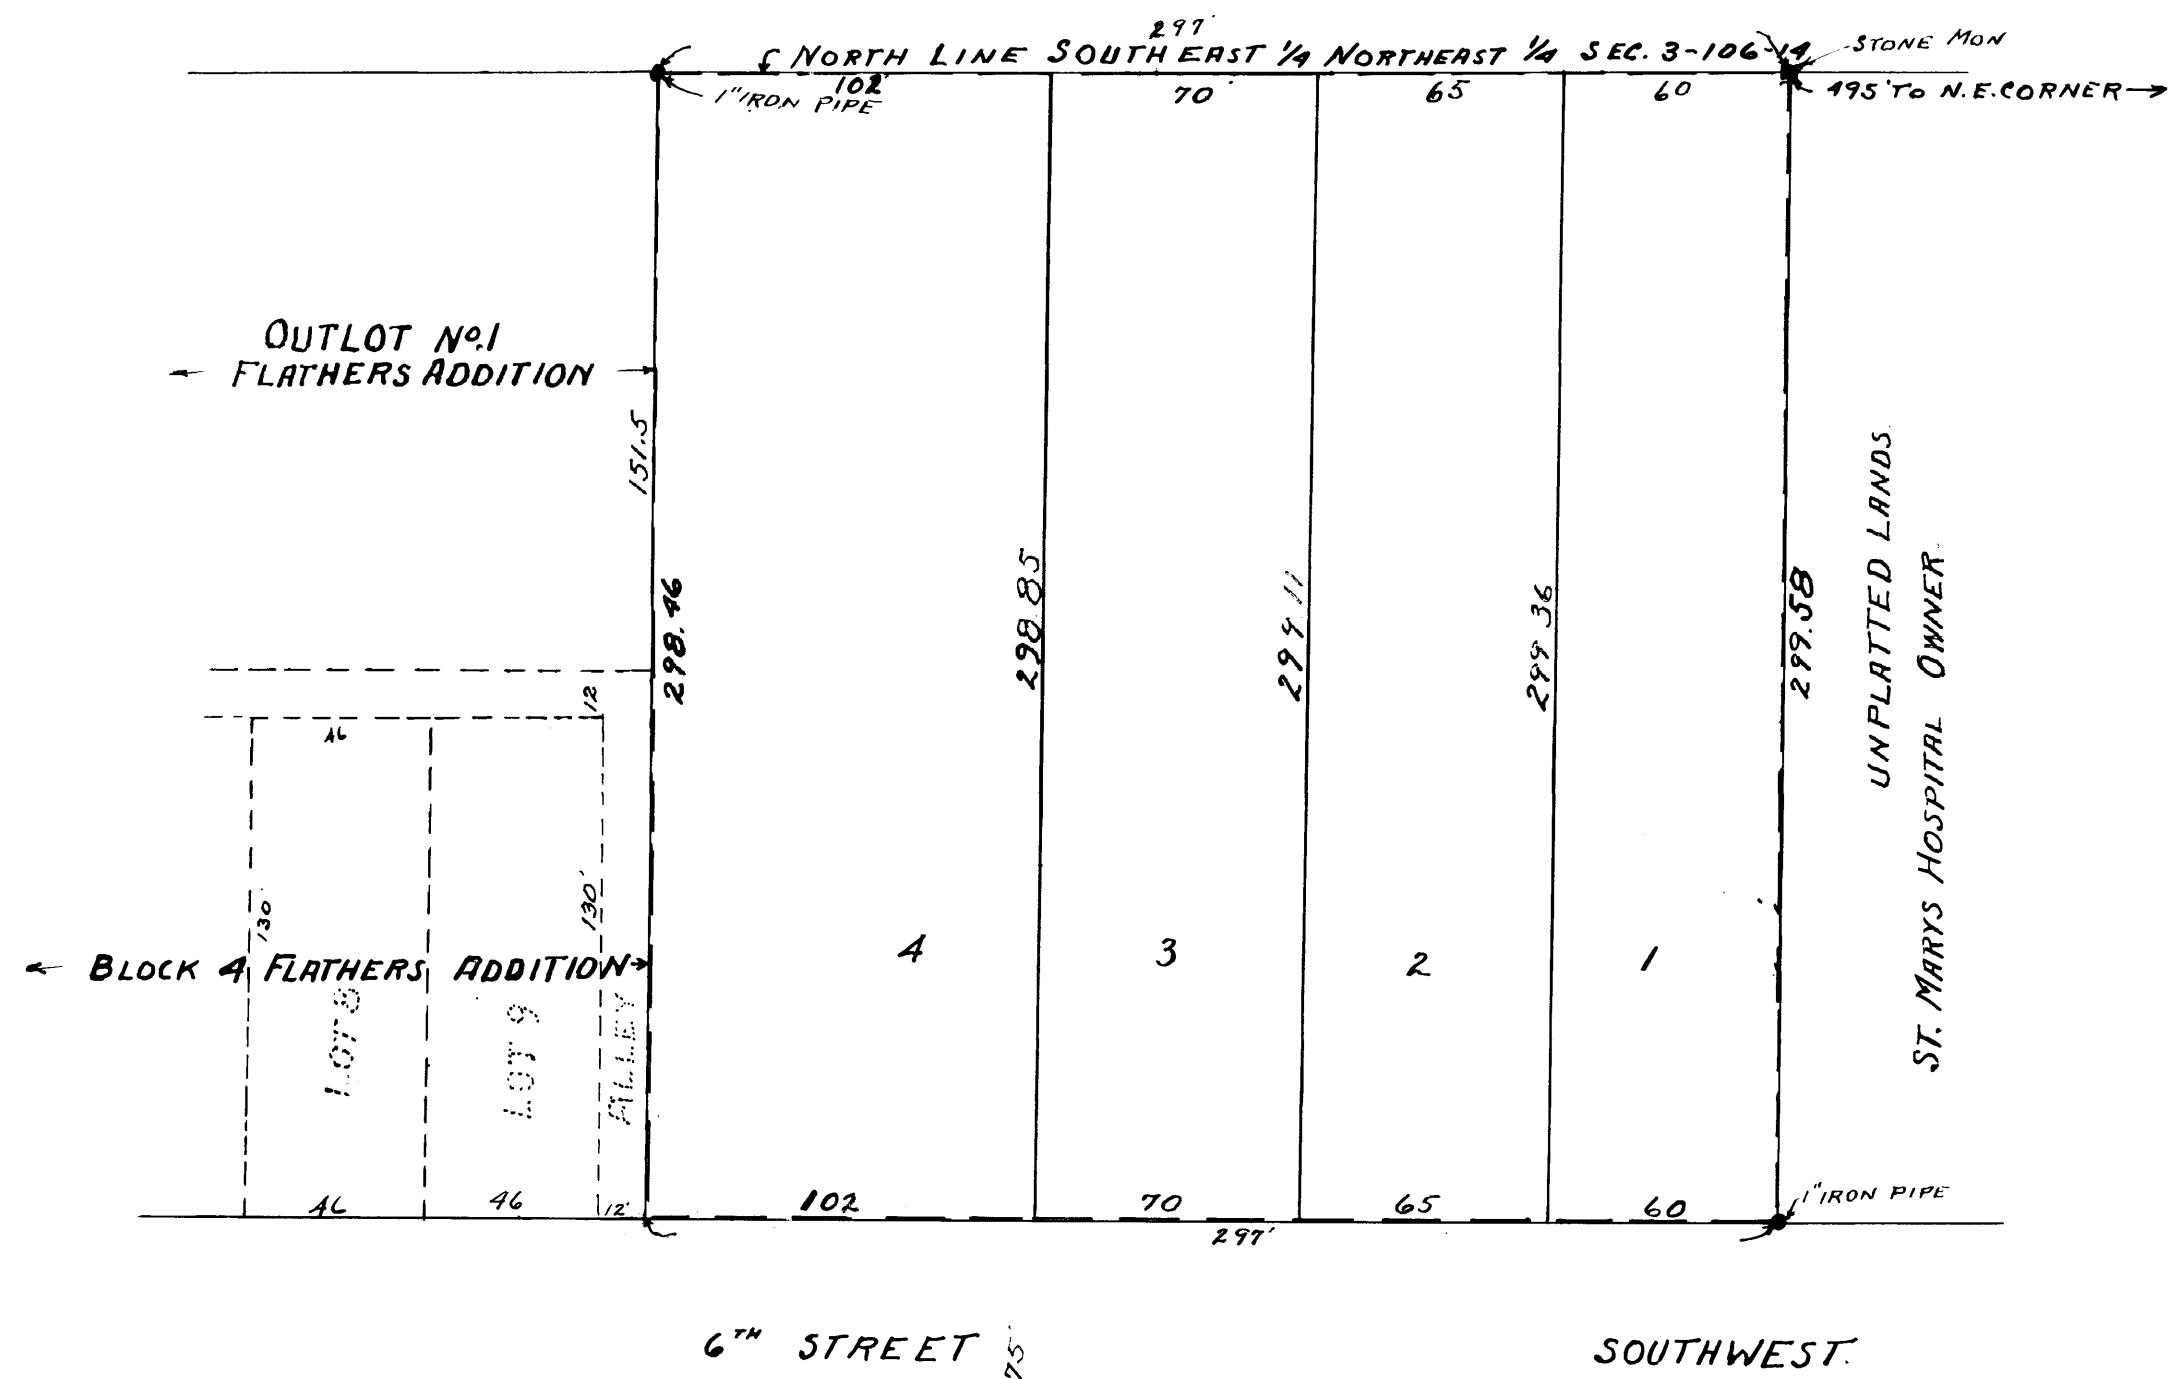 297'
NORTH LINE SOUTHEAST 1/4 NORTHEAST 1/4 SEC. 3-106-14
STONE MON
102'
70'
65
60
495' TO N.E. CORNER
1" IRON PIPE
OUTLOT No. 1
FLATHERS ADDITION
151.5
298.46
298.85
299.11
299.36
299.58
UNPLATTED LANDS.
ST. MARYS HOSPITAL OWNER.
12
46
130'
130'
4
3
2
1
BLOCK 4 FLATHERS ADDITION
LOT 8
LOT 9
ALLEY
46
46
12'
102
70
65
60
1" IRON PIPE
297'
6TH STREET
75'
SOUTHWEST.